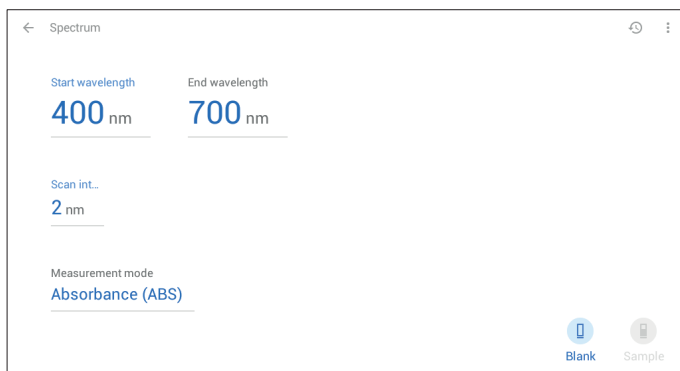 Spectrum
Start wavelength End wavelength
400 nm 700 nm
Scan int...
2 nm
Measurement mode
Absorbance (ABS)
Blank Sample